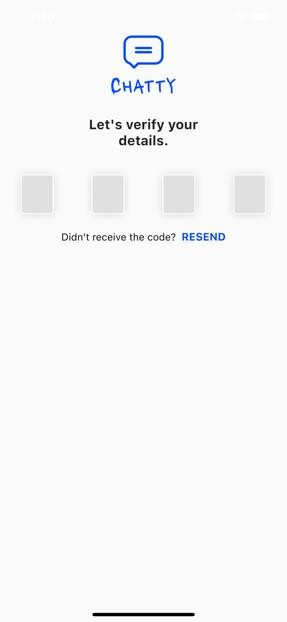 CHATTY
Let's verify your
details.
Didn't receive the code? RESEND